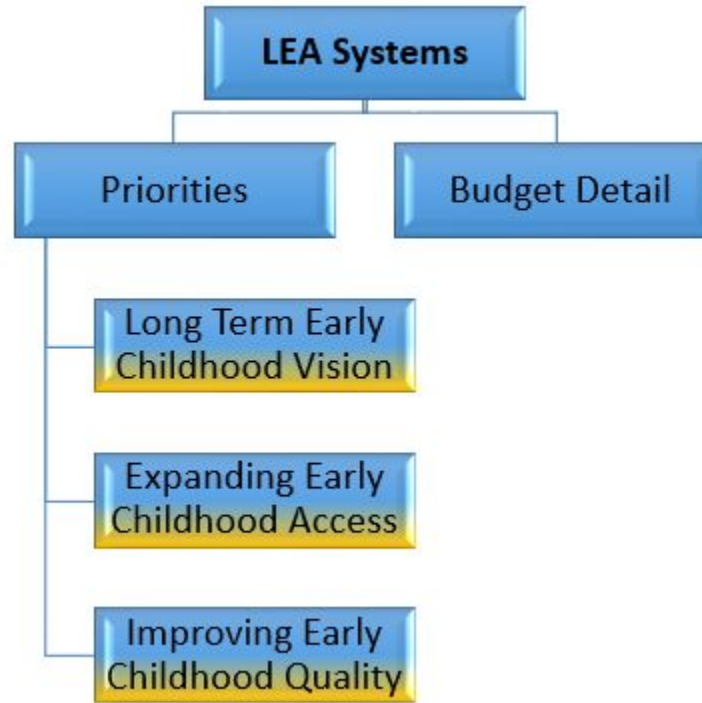 LEA Systems
Priorities
Budget Detail
Long Term Early
Childhood Vision
Expanding Early
Childhood Access
Improving Early
Childhood Quality